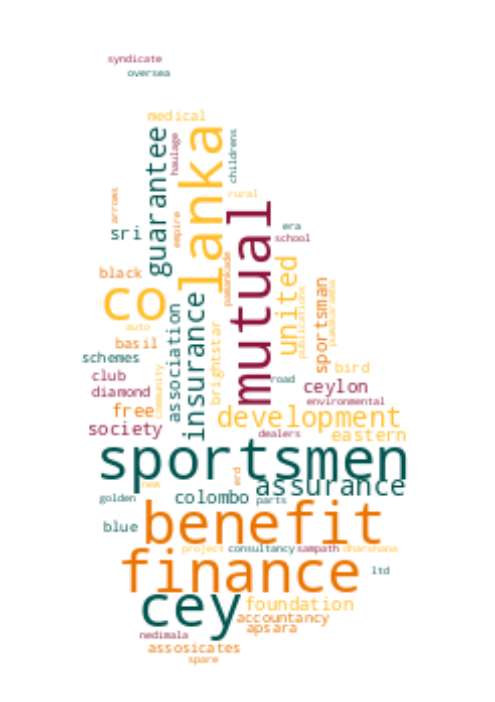 syndicate
oversea
medical
guarantee
haulage
lanka
childrens
arrows
rural
empire
mutual
sri
era
school
pamankade
black
co
united
publications
sportsman
auto
association
insurance
brightstar
basil
schemes
club
community
road
bird
diamond
ceylon
free
environmental
society
development
dealers
eastern
sportsmen
erd
new
assurance
golden
colombo
parts
blue
benefit
project
consultancy
sampath
dharshana
finance
ltd
cey
foundation
accountancy
apsara
nedimala
assosicates
spare